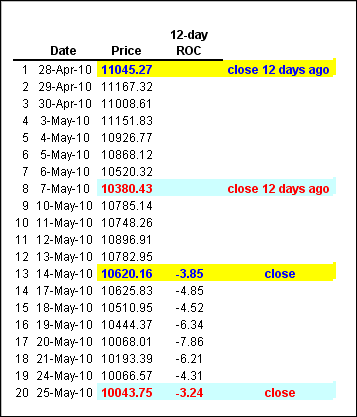 12-day
Date Price ROC
1 28-Apr-10 11045.27 close 12 days ago
2 29-Apr-10 11167.32
3 30-Apr-10 11008.61
4 3-May-10 11151.83
5 4-May-10 10926.77
6 5-May-10 10868.12
7 6-May-10 10520.32
8 7-May-10 10380.43 close 12 days ago
9 10-May-10 10785.14
10 11-May-10 10748.26
11 12-May-10 10896.91
12 13-May-10 10782.95
13 14-May-10 10620.16 -3.85 close
14 17-May-10 10625.83 -4.85
15 18-May-10 10510.95 -4.52
16 19-May-10 10444.37 -6.34
17 20-May-10 10068.01 -7.86
18 21-May-10 10193.39 -6.21
19 24-May-10 10066.57 -4.31
20 25-May-10 10043.75 -3.24 close